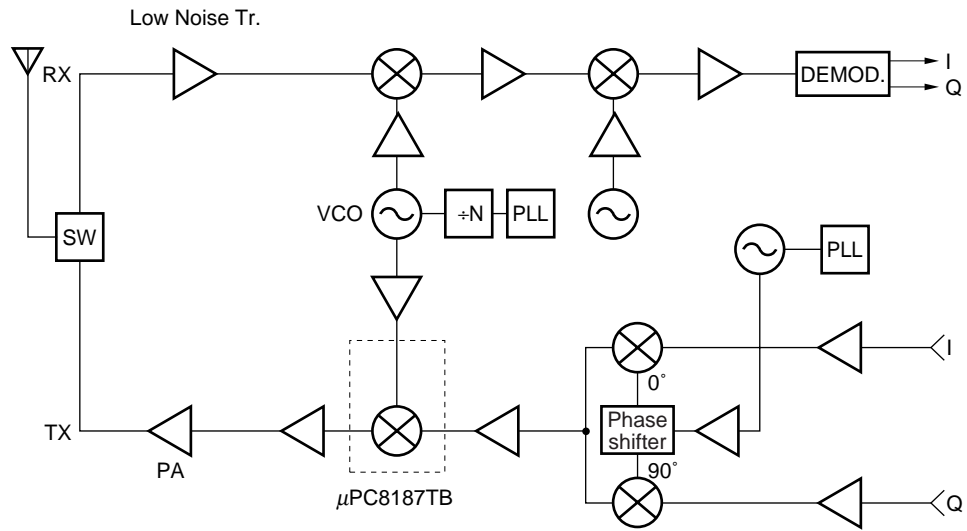 Low Noise Tr.
RX
DEMOD.
I
Q
VCO
÷N
PLL
SW
PLL
I
0°
TX
PA
Phase
shifter
90°
µPC8187TB
Q